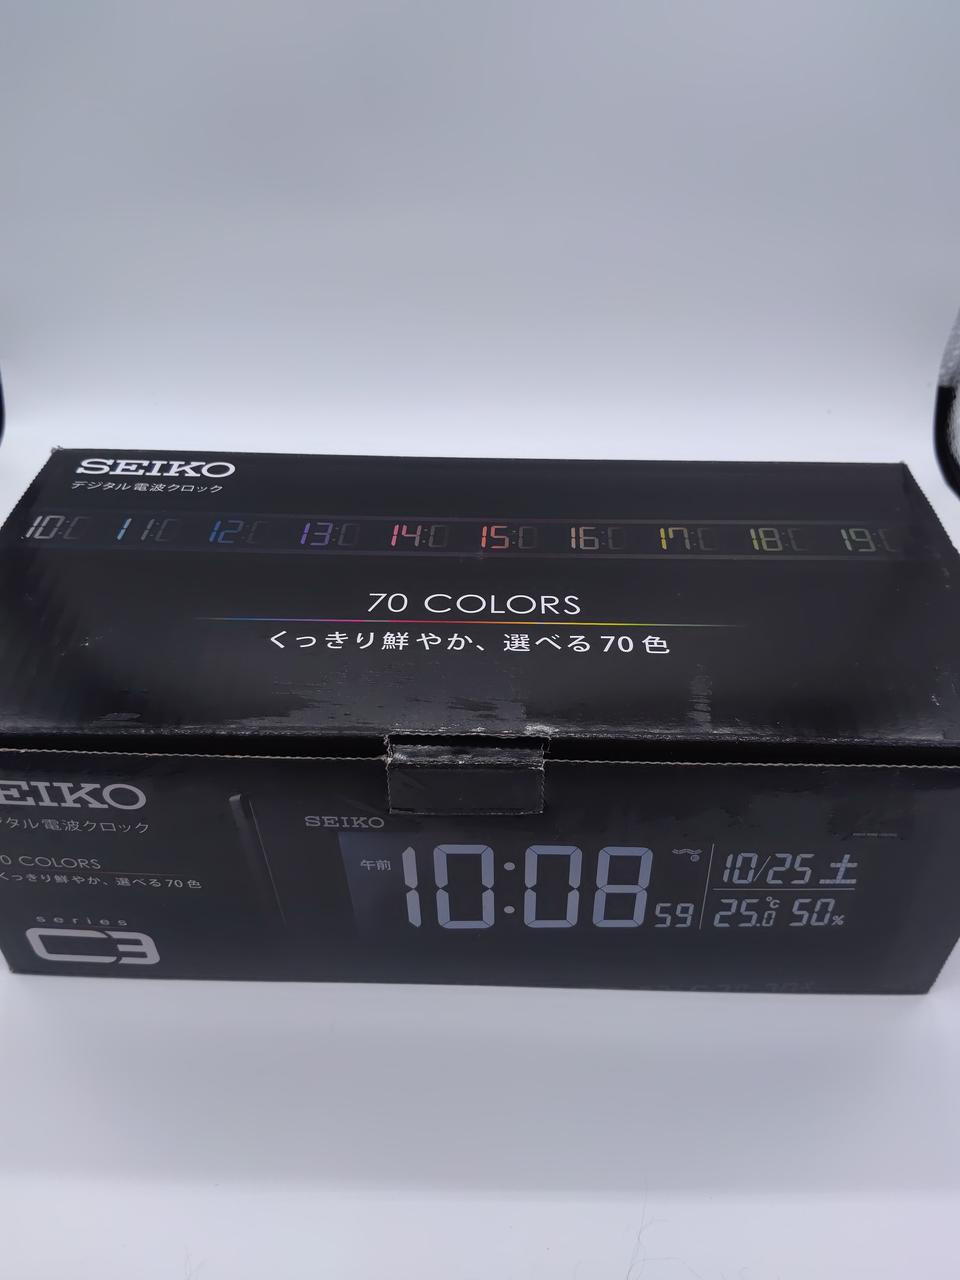 SEIKO
デジタル電波クロック
10:0 11:0 12:0 13:0 14:0 15:0 16:0 17:0 18:0 19:0
70 COLORS
くっきり鮮やか、選べる70色
EIKO
タル電波クロック
0 COLORS
くっきり鮮やか、選べる70色
series
C3
SEIKO
午前 10:08 59
10/25 土
25.0℃ 50%